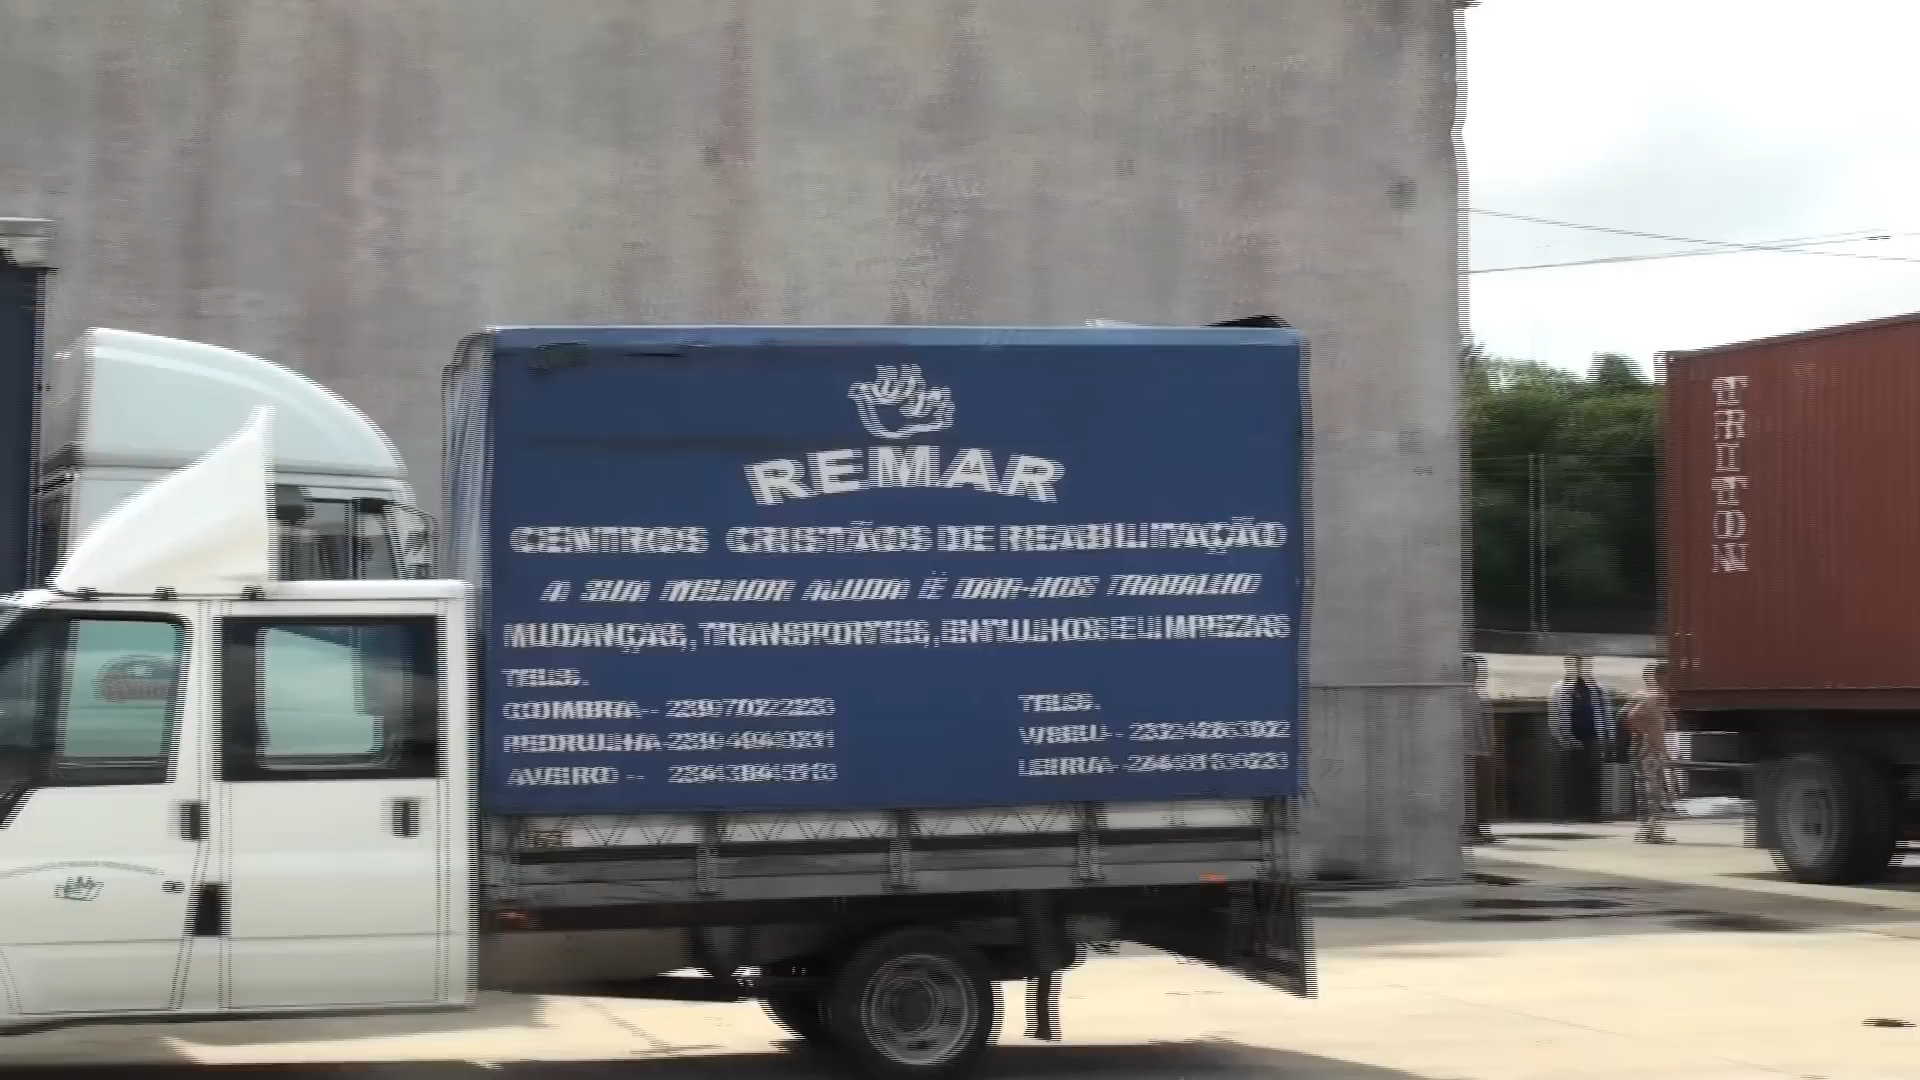 REMAR
CENTROS CRISTÃOS DE REABILITAÇÃO
A SUA MELHOR AJUDA É DAR-NOS TRABALHO
MUDANÇAS, TRANSPORTES, ENTULHOS E LIMPEZAS
TELS.
COIMBRA --
PEDRULHA
AVEIRO --
TELS.
VISEU -
LEIRIA -
TRITON